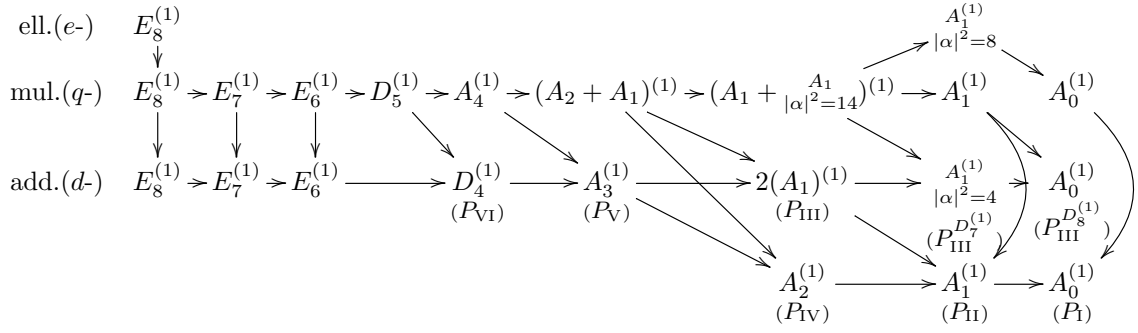 ell.(e-) E_8^{(1)} A_1^{(1)}
|α|^2=8
mul.(q-) E_8^{(1)} E_7^{(1)} E_6^{(1)} D_5^{(1)} A_4^{(1)} (A_2 + A_1)^{(1)} (A_1 + A_1 |α|^2=14)^{(1)} A_1^{(1)} A_0^{(1)}
add.(d-) E_8^{(1)} E_7^{(1)} E_6^{(1)} D_4^{(1)} A_3^{(1)} 2(A_1)^{(1)} A_1^{(1)} |α|^2=4 A_0^{(1)}
(P_VI) (P_V) (P_III) (P_III^{D_7^{(1)}}) (P_III^{D_8^{(1)}})
A_2^{(1)} A_1^{(1)} A_0^{(1)}
(P_IV) (P_II) (P_I)